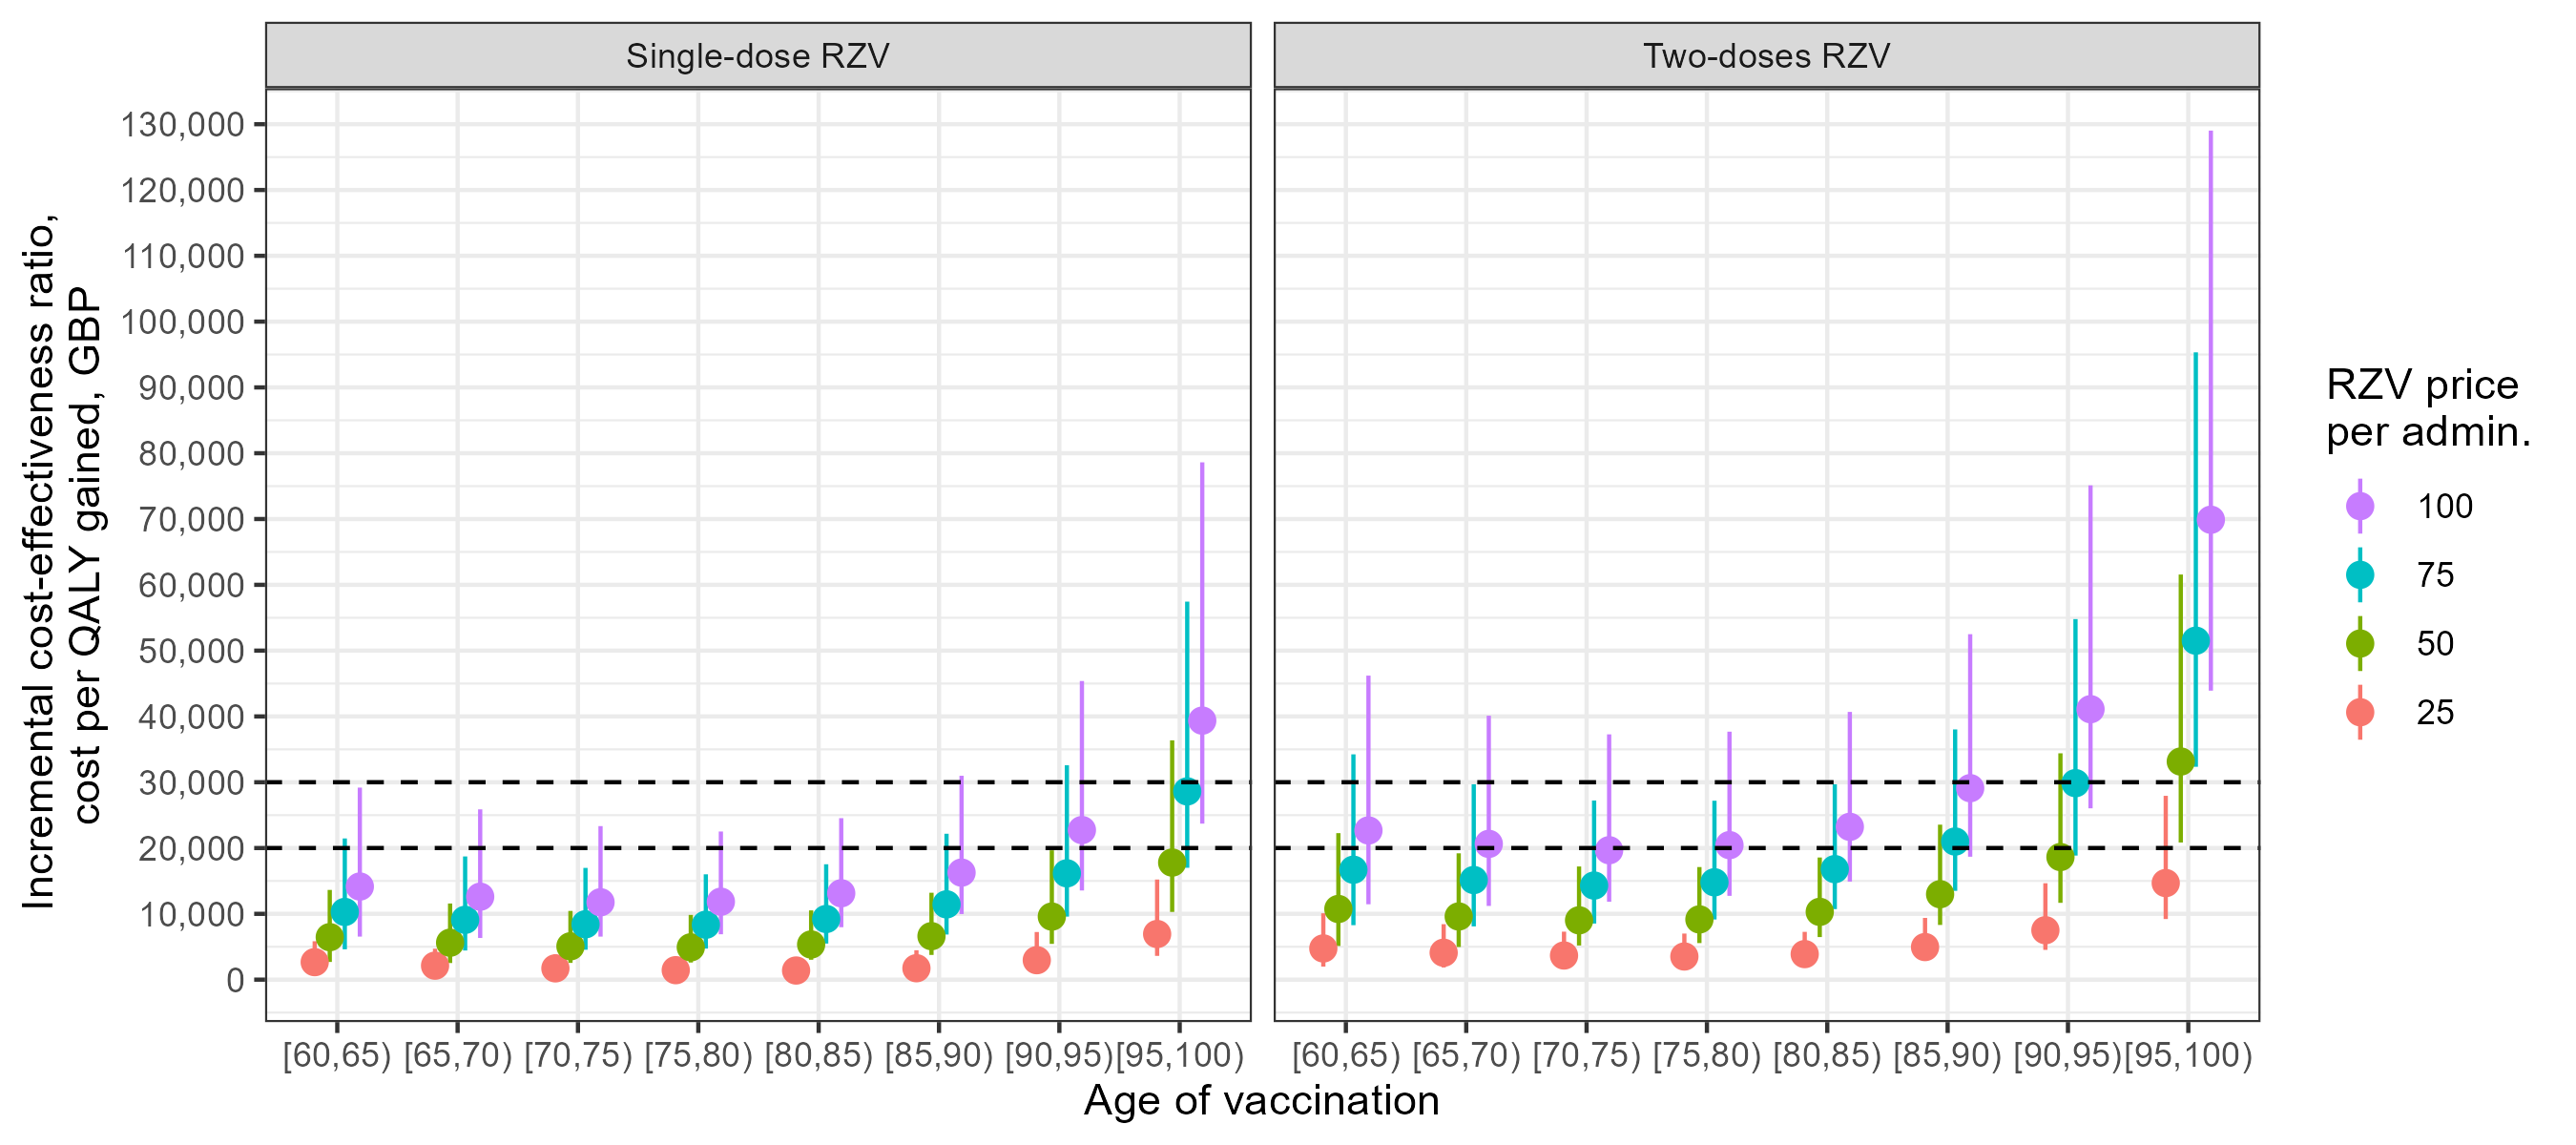 Single-dose RZV
Two-doses RZV
Incremental cost-effectiveness ratio,
cost per QALY gained, GBP
130,000
120,000
110,000
100,000
90,000
80,000
70,000
60,000
50,000
40,000
30,000
20,000
10,000
0
[60,65) [65,70) [70,75) [75,80) [80,85) [85,90) [90,95) [95,100)
[60,65) [65,70) [70,75) [75,80) [80,85) [85,90) [90,95) [95,100)
Age of vaccination
RZV price
per admin.
100
75
50
25